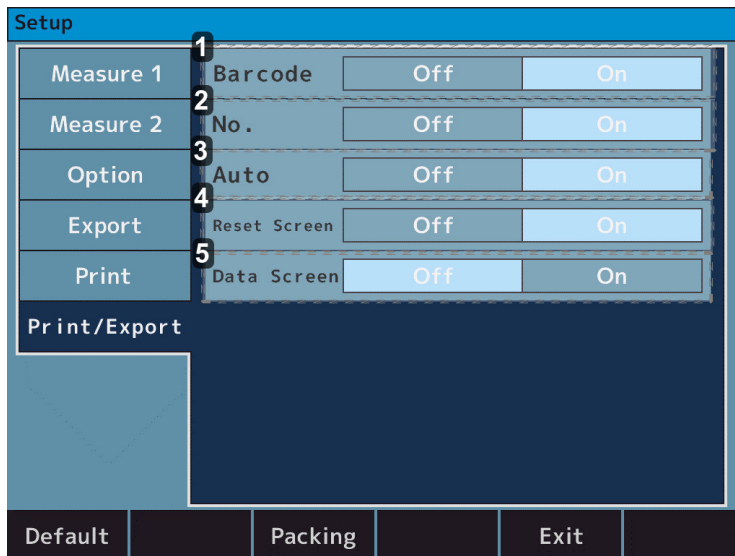 Setup
Measure 1
Measure 2
Option
Export
Print
Print/Export
1
Barcode Off On
2
No. Off On
3
Auto Off On
4
Reset Screen Off On
5
Data Screen Off On
Default Packing Exit